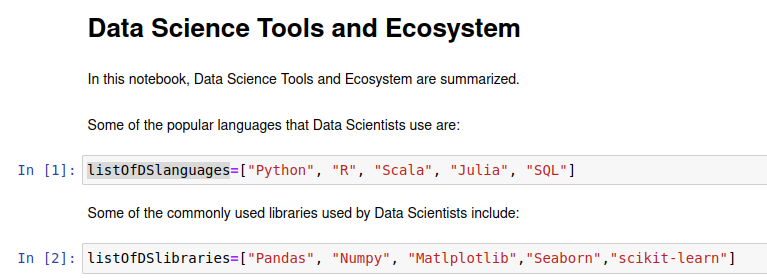 Data Science Tools and Ecosystem
In this notebook, Data Science Tools and Ecosystem are summarized.
Some of the popular languages that Data Scientists use are:
In [1]: listOfDSlanguages=["Python", "R", "Scala", "Julia", "SQL"]
Some of the commonly used libraries used by Data Scientists include:
In [2]: listOfDSlibraries=["Pandas", "Numpy", "Matlplotlib","Seaborn","scikit-learn"]